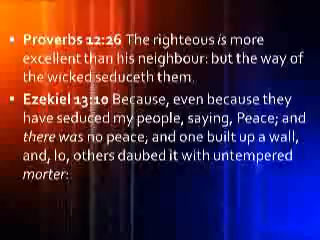 Proverbs 12:26 The righteous is more
excellent than his neighbour: but the way of
the wicked seduceth them.
Ezekiel 13:10 Because, even because they
have seduced my people, saying, Peace; and
there was no peace; and one built up a wall,
and, lo, others daubed it with untempered
morter: